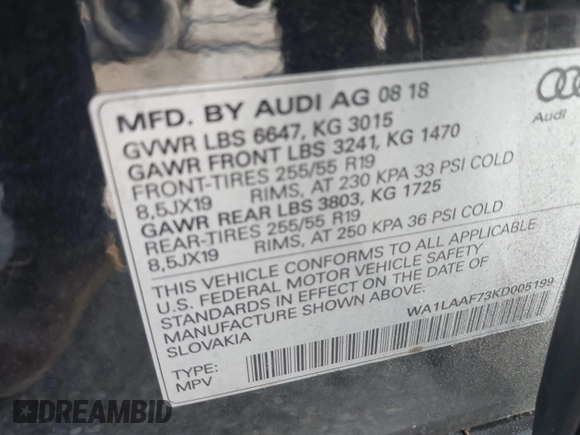 MFD. BY AUDI AG 08 18
GVWR LBS 6647, KG 3015
GAWR FRONT LBS 3241, KG 1470
FRONT-TIRES 255/55 R19
8,5JX19 RIMS, AT 230 KPA 33 PSI COLD
GAWR REAR LBS 3803, KG 1725
REAR-TIRES 255/55 R19
8,5JX19 RIMS, AT 250 KPA 36 PSI COLD
THIS VEHICLE CONFORMS TO ALL APPLICABLE
U.S. FEDERAL MOTOR VEHICLE SAFETY
STANDARDS IN EFFECT ON THE DATE OF
MANUFACTURE SHOWN ABOVE.
SLOVAKIA
WA1LAAF73KD005199
TYPE:
MPV
Audi
DREAMBID